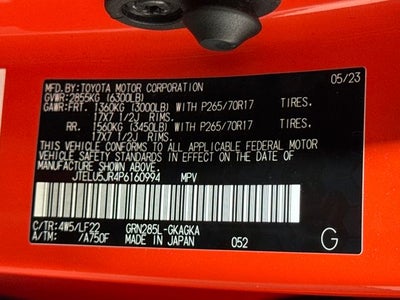 MFD.BY:TOYOTA MOTOR CORPORATION 05/23
GVWR:2855KG (6300LB)
GAWR:FRT. 1360KG (3000LB) WITH P265/70R17 TIRES.
17X7 1/2J RIMS.
RR. 1560KG (3450LB) WITH P265/70R17 TIRES.
17X7 1/2J RIMS.
THIS VEHICLE CONFORMS TO ALL APPLICABLE FEDERAL MOTOR
VEHICLE SAFETY STANDARDS IN EFFECT ON THE DATE OF
MANUFACTURE SHOWN ABOVE.
JTELU5JR4P6160994 MPV
C/TR:4W5/LF22 GRN285L-GKAGKA
A/TM: /A750F MADE IN JAPAN 052 G